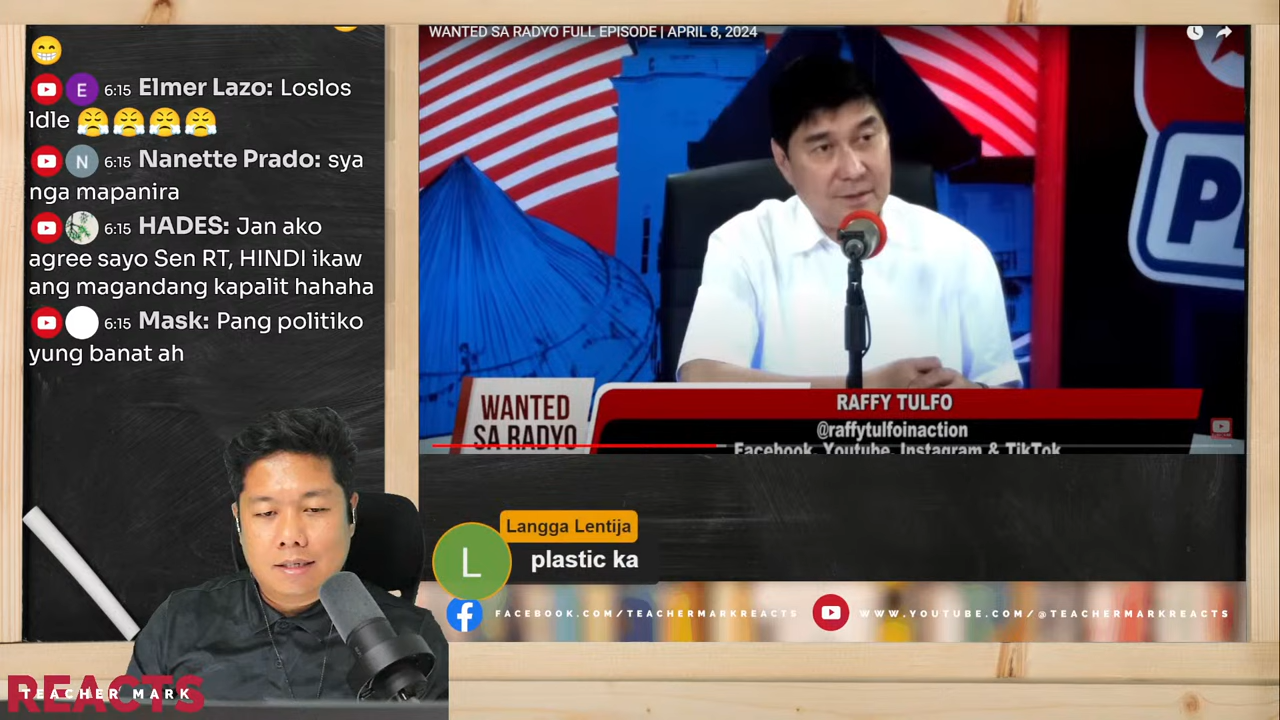 E 6:15 Elmer Lazo: Loslos
ldle 😤😤😤😤
N 6:15 Nanette Prado: sya
nga mapanira
6:15 HADES: Jan ako
agree sayo Sen RT, HINDI ikaw
ang magandang kapalit hahaha
6:15 Mask: Pang politiko
yung banat ah
WANTED SA RADYO FULL EPISODE | APRIL 8, 2024
WANTED
SA RADYO
RAFFY TULFO
@raffytulfoinaction
Facebook, Youtube, Instagram & TikTok
Langga Lentija
L
plastic ka
FACEBOOK.COM/TEACHERMARKREACTS
WWW.YOUTUBE.COM/@TEACHERMARKREACTS
TEACHER MARK
REACTS